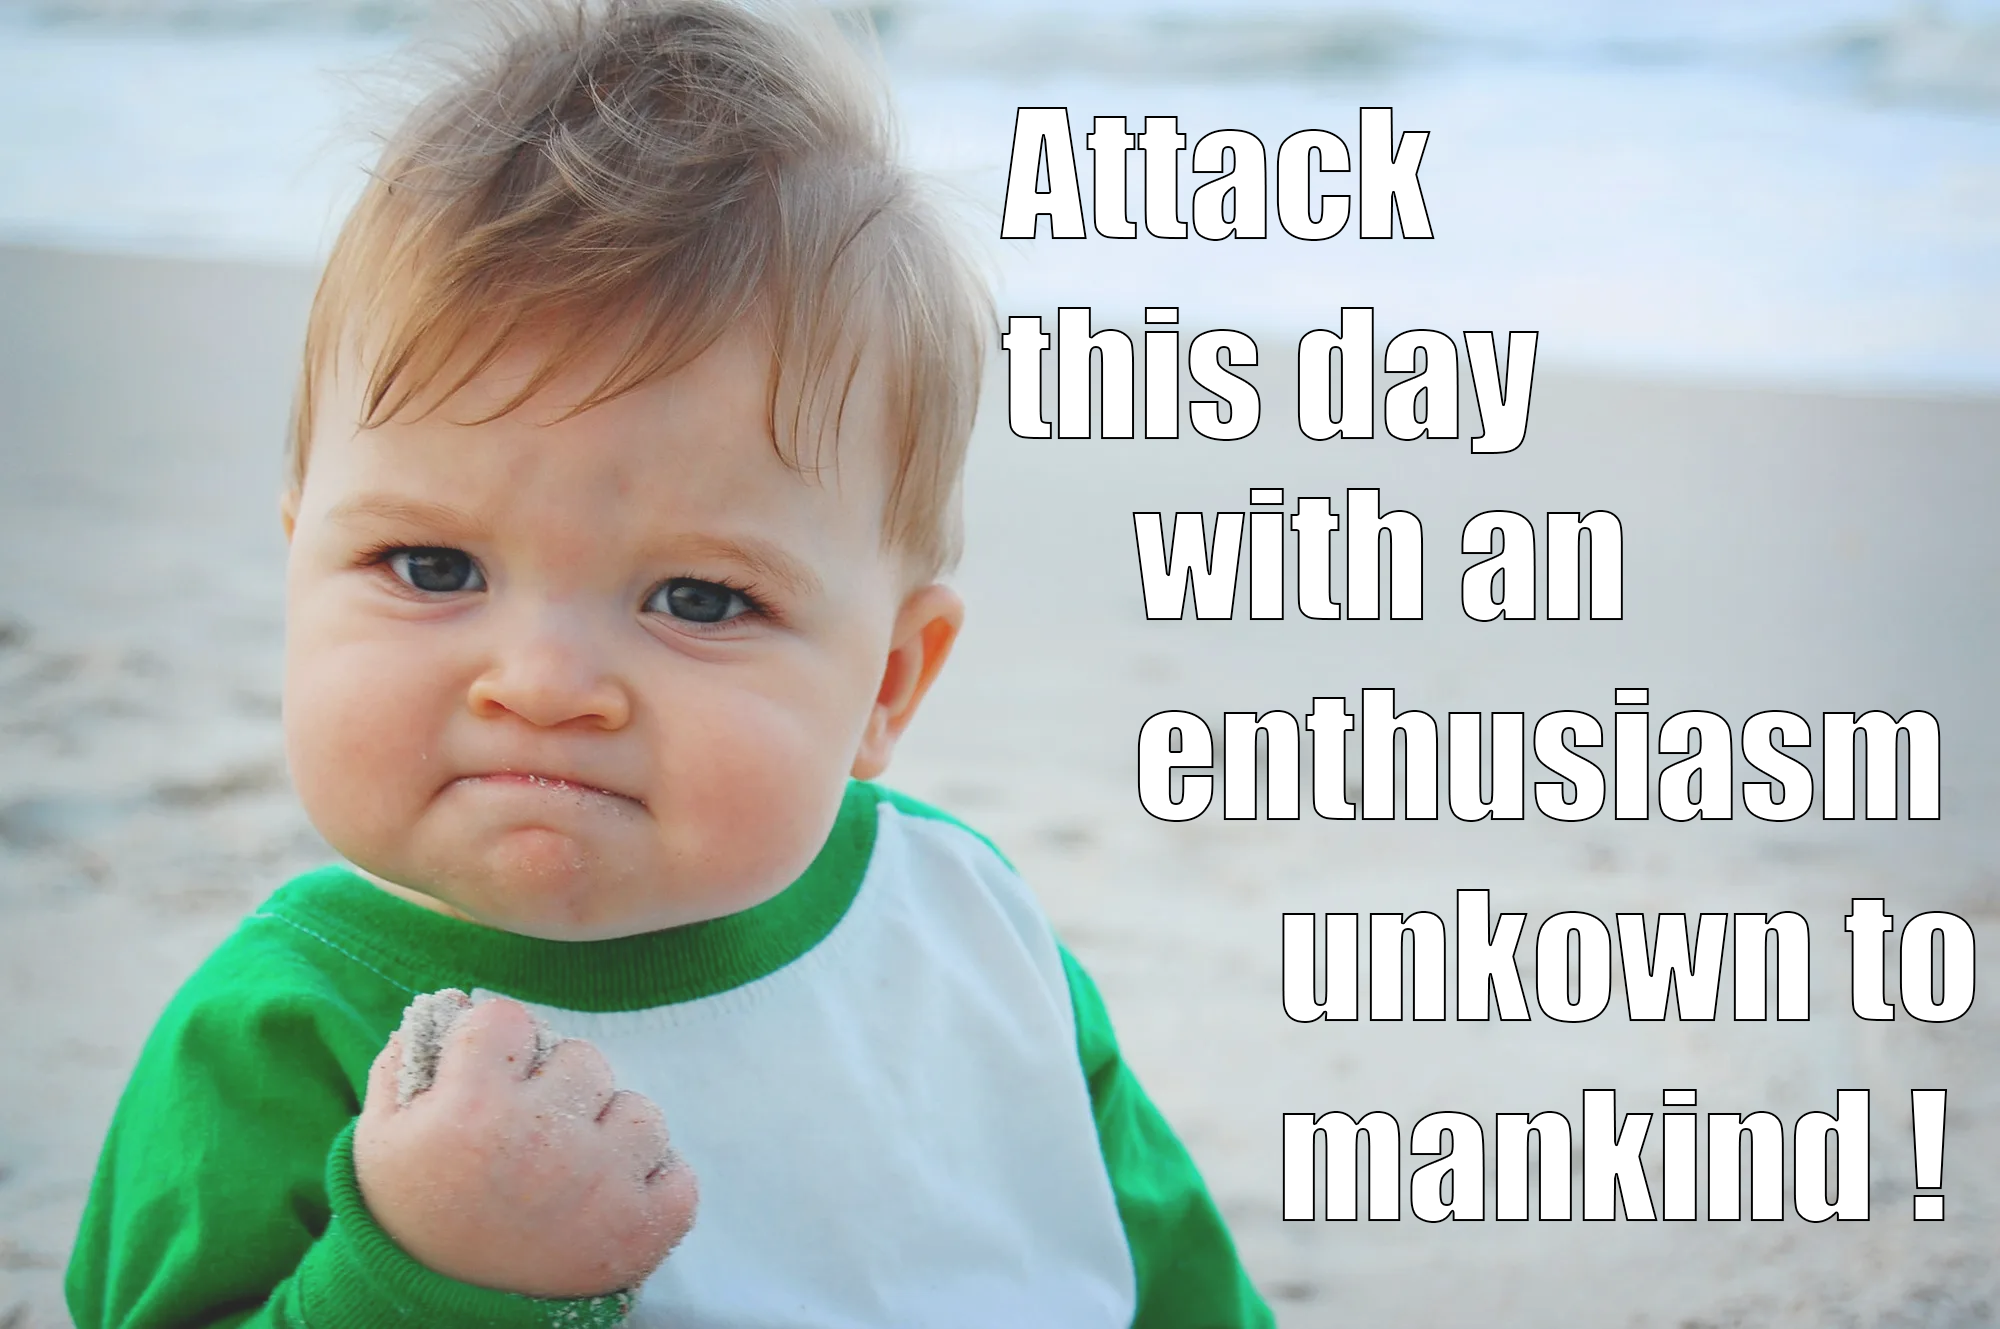 Attack
this day
with an
enthusiasm
unkown to
mankind !